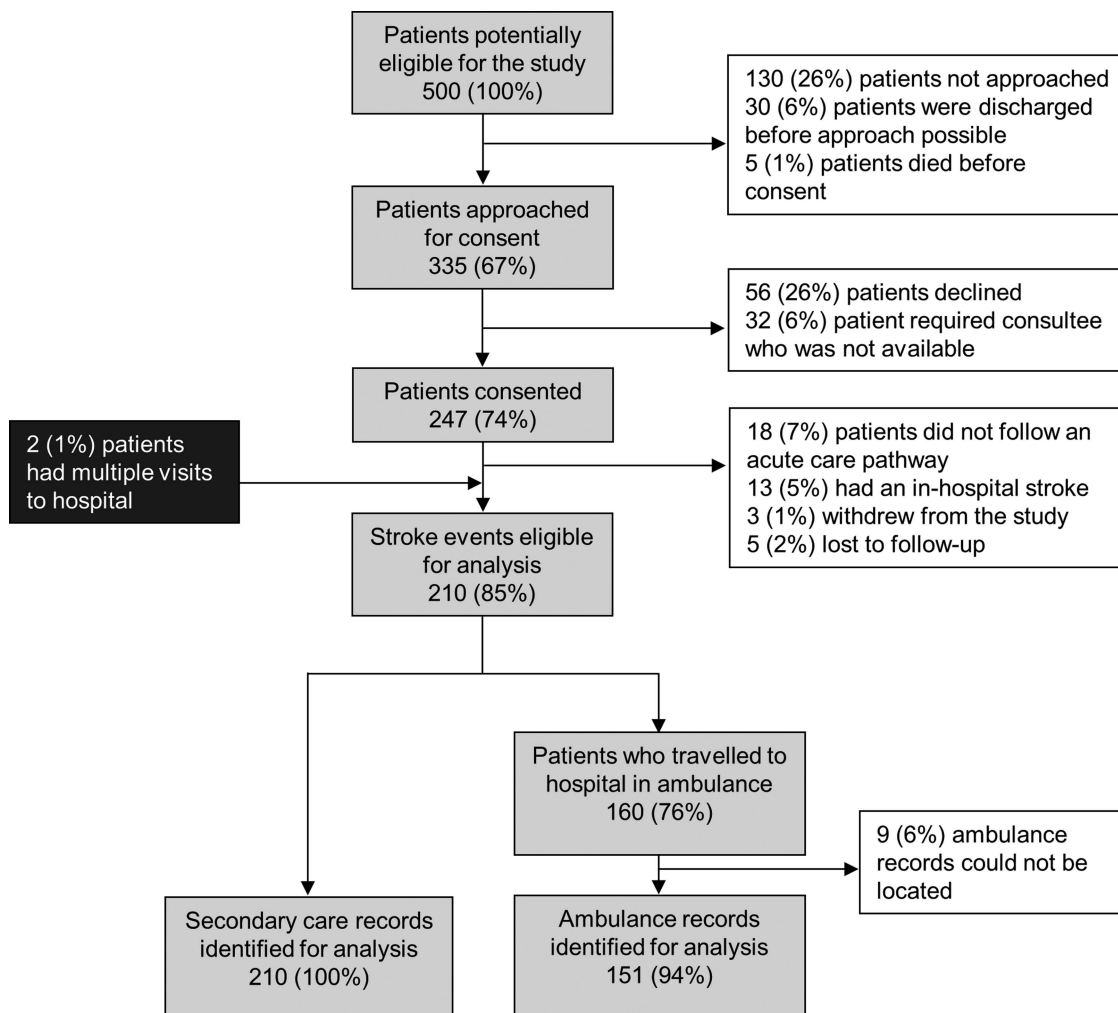 Patients potentially
eligible for the study
500 (100%)
130 (26%) patients not approached
30 (6%) patients were discharged
before approach possible
5 (1%) patients died before
consent
Patients approached
for consent
335 (67%)
56 (26%) patients declined
32 (6%) patient required consultee
who was not available
Patients consented
247 (74%)
2 (1%) patients
had multiple visits
to hospital
18 (7%) patients did not follow an
acute care pathway
13 (5%) had an in-hospital stroke
3 (1%) withdrew from the study
5 (2%) lost to follow-up
Stroke events eligible
for analysis
210 (85%)
Patients who travelled to
hospital in ambulance
160 (76%)
9 (6%) ambulance
records could not be
located
Secondary care records
identified for analysis
210 (100%)
Ambulance records
identified for analysis
151 (94%)